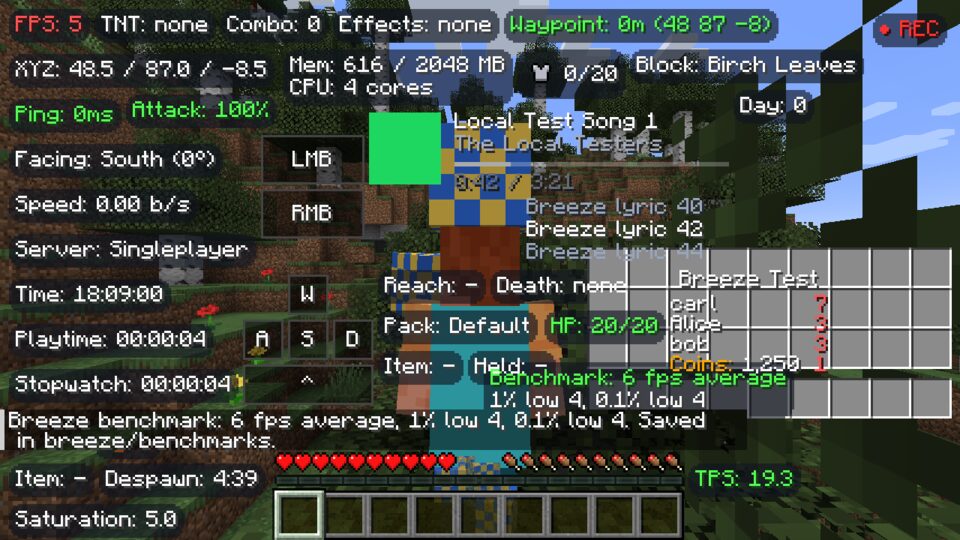 FPS: 5 TNT: none Combo: 0 Effects: none Waypoint: 0m (48 87 -8) REC
XYZ: 48.5 / 87.0 / -8.5 Mem: 616 / 2048 MB 0/20 Block: Birch Leaves
CPU: 4 cores
Day: 0
Ping: 0ms Attack: 100%
Local Test Song 1
The Local Testers
Facing: South (0°) LMB
0:42 / 3:21
Speed: 0.00 b/s RMB
Breeze lyric 40
Breeze lyric 42
Breeze lyric 44
Server: Singleplayer
Breeze Test
Reach: - Death: none
Time: 18:09:00 W
carl 7
Pack: Default HP: 20/20 Alice 3
Playtime: 00:00:04 A S D
bob 3
Item: - Held: - Coins: 1,250 1
Stopwatch: 00:00:04 ^
Benchmark: 6 fps average
1% low 4, 0.1% low 4
Breeze benchmark: 6 fps average, 1% low 4, 0.1% low 4. Saved
in breeze/benchmarks.
Item: - Despawn: 4:39 TPS: 19.3
Saturation: 5.0